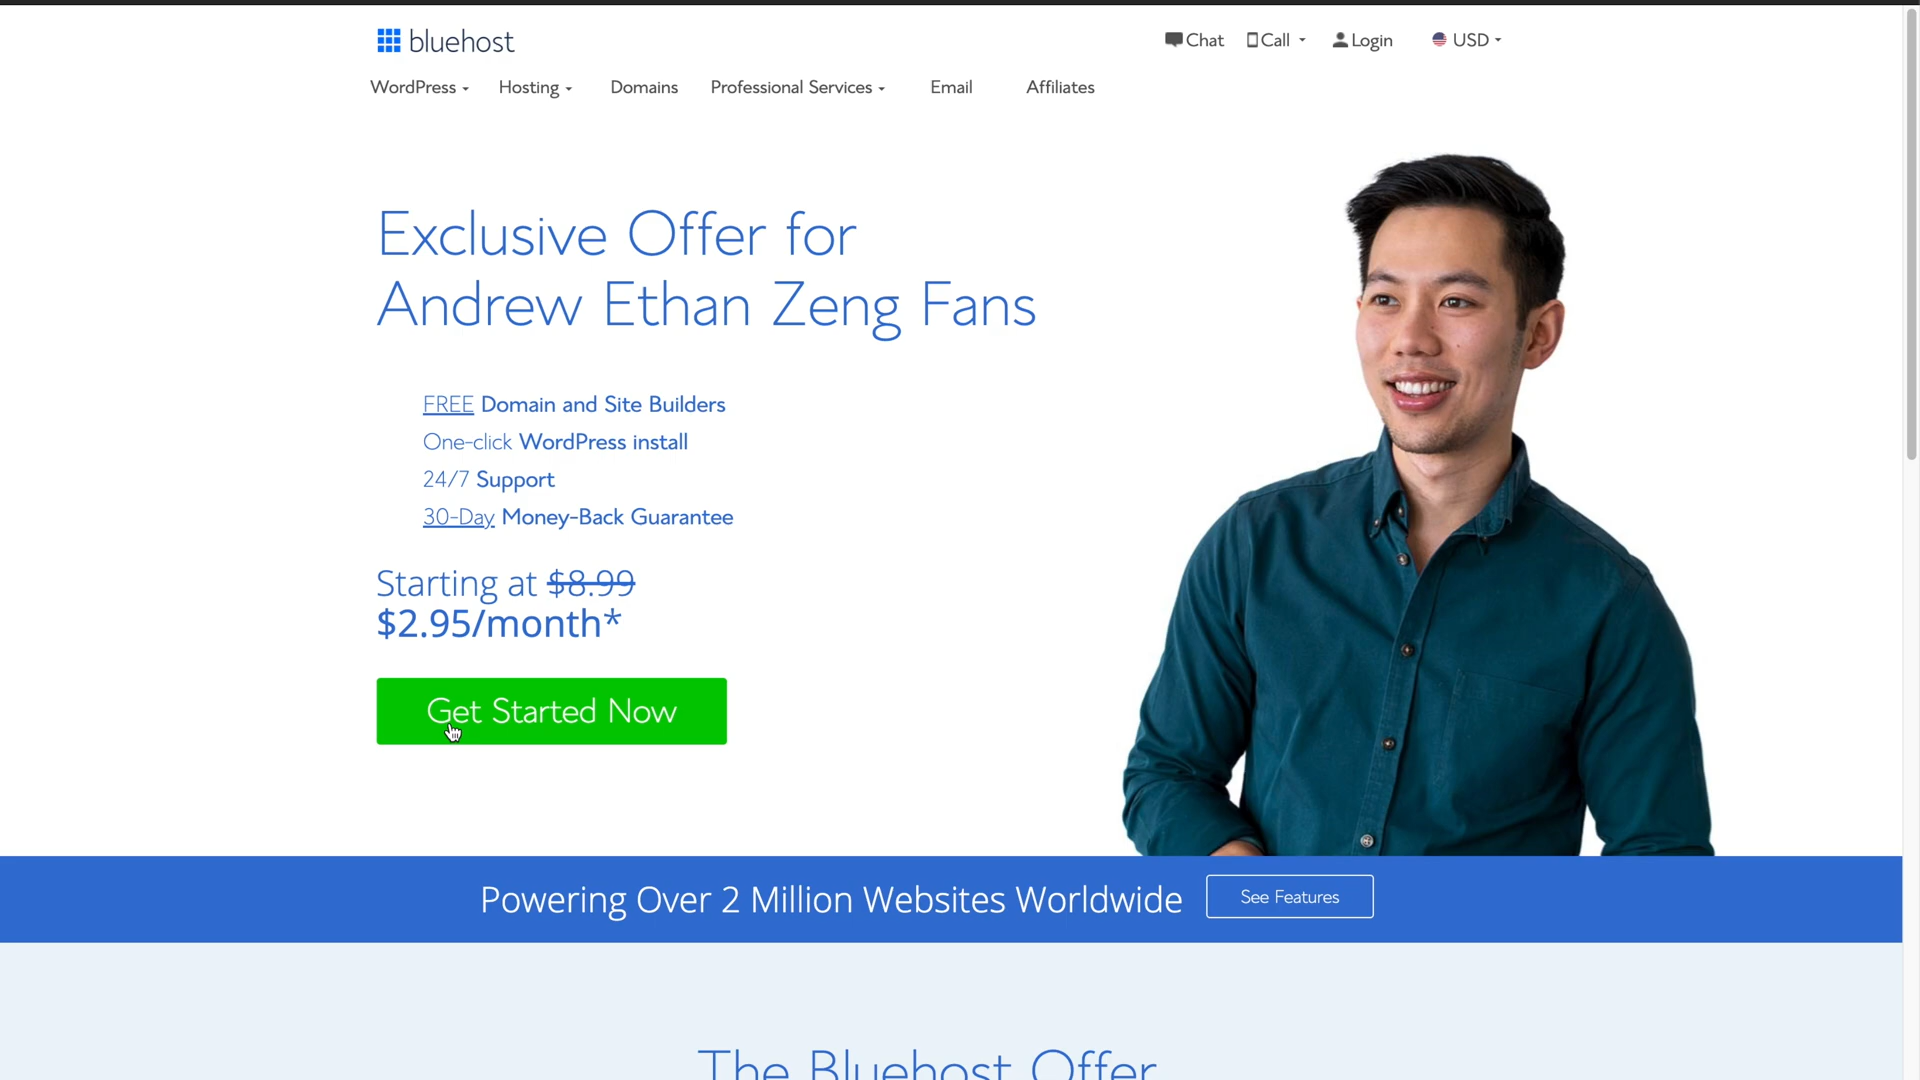 bluehost
Chat Call Login USD
WordPress Hosting Domains Professional Services Email Affiliates
Exclusive Offer for
Andrew Ethan Zeng Fans
FREE Domain and Site Builders
One-click WordPress install
24/7 Support
30-Day Money-Back Guarantee
Starting at $8.99
$2.95/month*
Get Started Now
Powering Over 2 Million Websites Worldwide
See Features
The Bluehost Offer